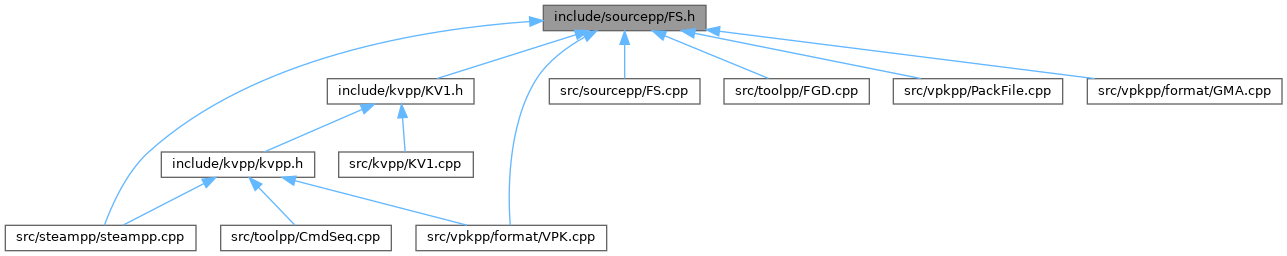 include/sourcepp/FS.h
include/kvpp/KV1.h
src/sourcepp/FS.cpp
src/toolpp/FGD.cpp
src/vpkpp/PackFile.cpp
src/vpkpp/format/GMA.cpp
include/kvpp/kvpp.h
src/kvpp/KV1.cpp
src/steampp/steampp.cpp
src/toolpp/CmdSeq.cpp
src/vpkpp/format/VPK.cpp